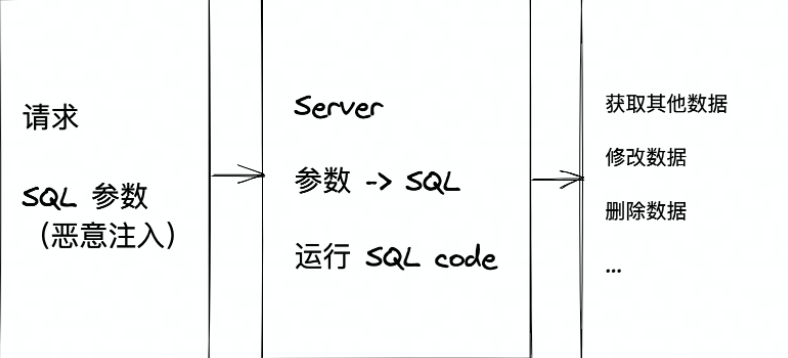 请求
SQL 参数
（恶意注入）
Server
参数 -> SQL
运行 SQL code
获取其他数据
修改数据
删除数据
...